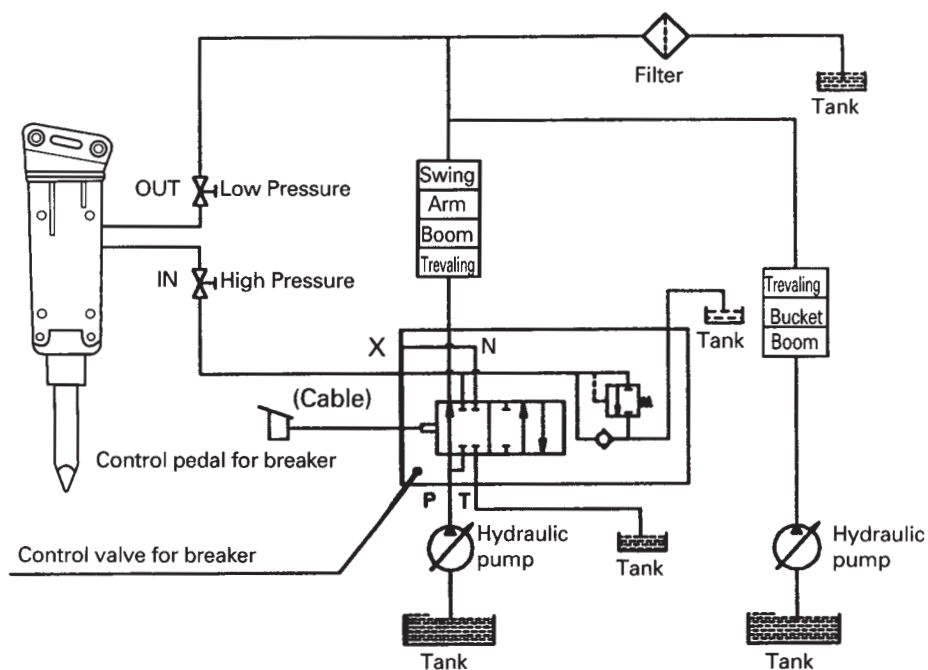 Filter
Tank
OUT
Low Pressure
IN
High Pressure
Swing
Arm
Boom
Trevaling
Trevaling
Bucket
Boom
Tank
X
N
(Cable)
Control pedal for breaker
P
T
Control valve for breaker
Hydraulic
pump
Tank
Hydraulic
pump
Tank
Tank